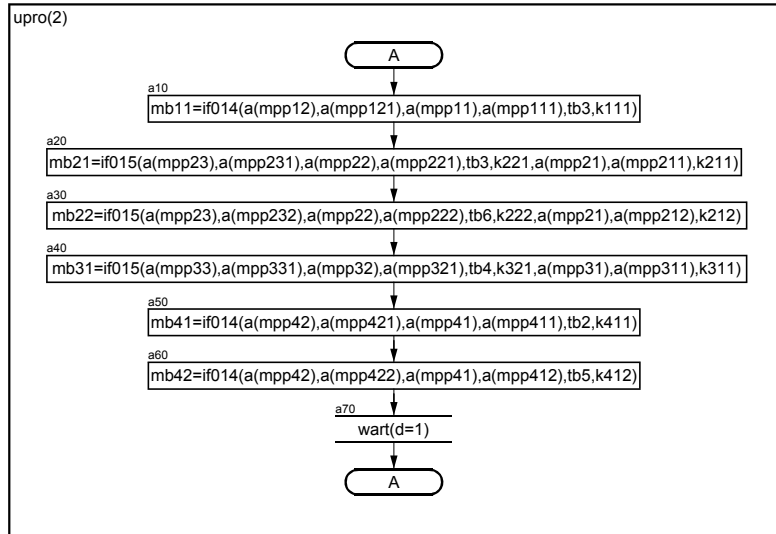 upro(2)
A
a10
mb11=if014(a(mpp12),a(mpp121),a(mpp11),a(mpp111),tb3,k111)
a20
mb21=if015(a(mpp23),a(mpp231),a(mpp22),a(mpp221),tb3,k221,a(mpp21),a(mpp211),k211)
a30
mb22=if015(a(mpp23),a(mpp232),a(mpp22),a(mpp222),tb6,k222,a(mpp21),a(mpp212),k212)
a40
mb31=if015(a(mpp33),a(mpp331),a(mpp32),a(mpp321),tb4,k321,a(mpp31),a(mpp311),k311)
a50
mb41=if014(a(mpp42),a(mpp421),a(mpp41),a(mpp411),tb2,k411)
a60
mb42=if014(a(mpp42),a(mpp422),a(mpp41),a(mpp412),tb5,k412)
a70
wart(d=1)
A